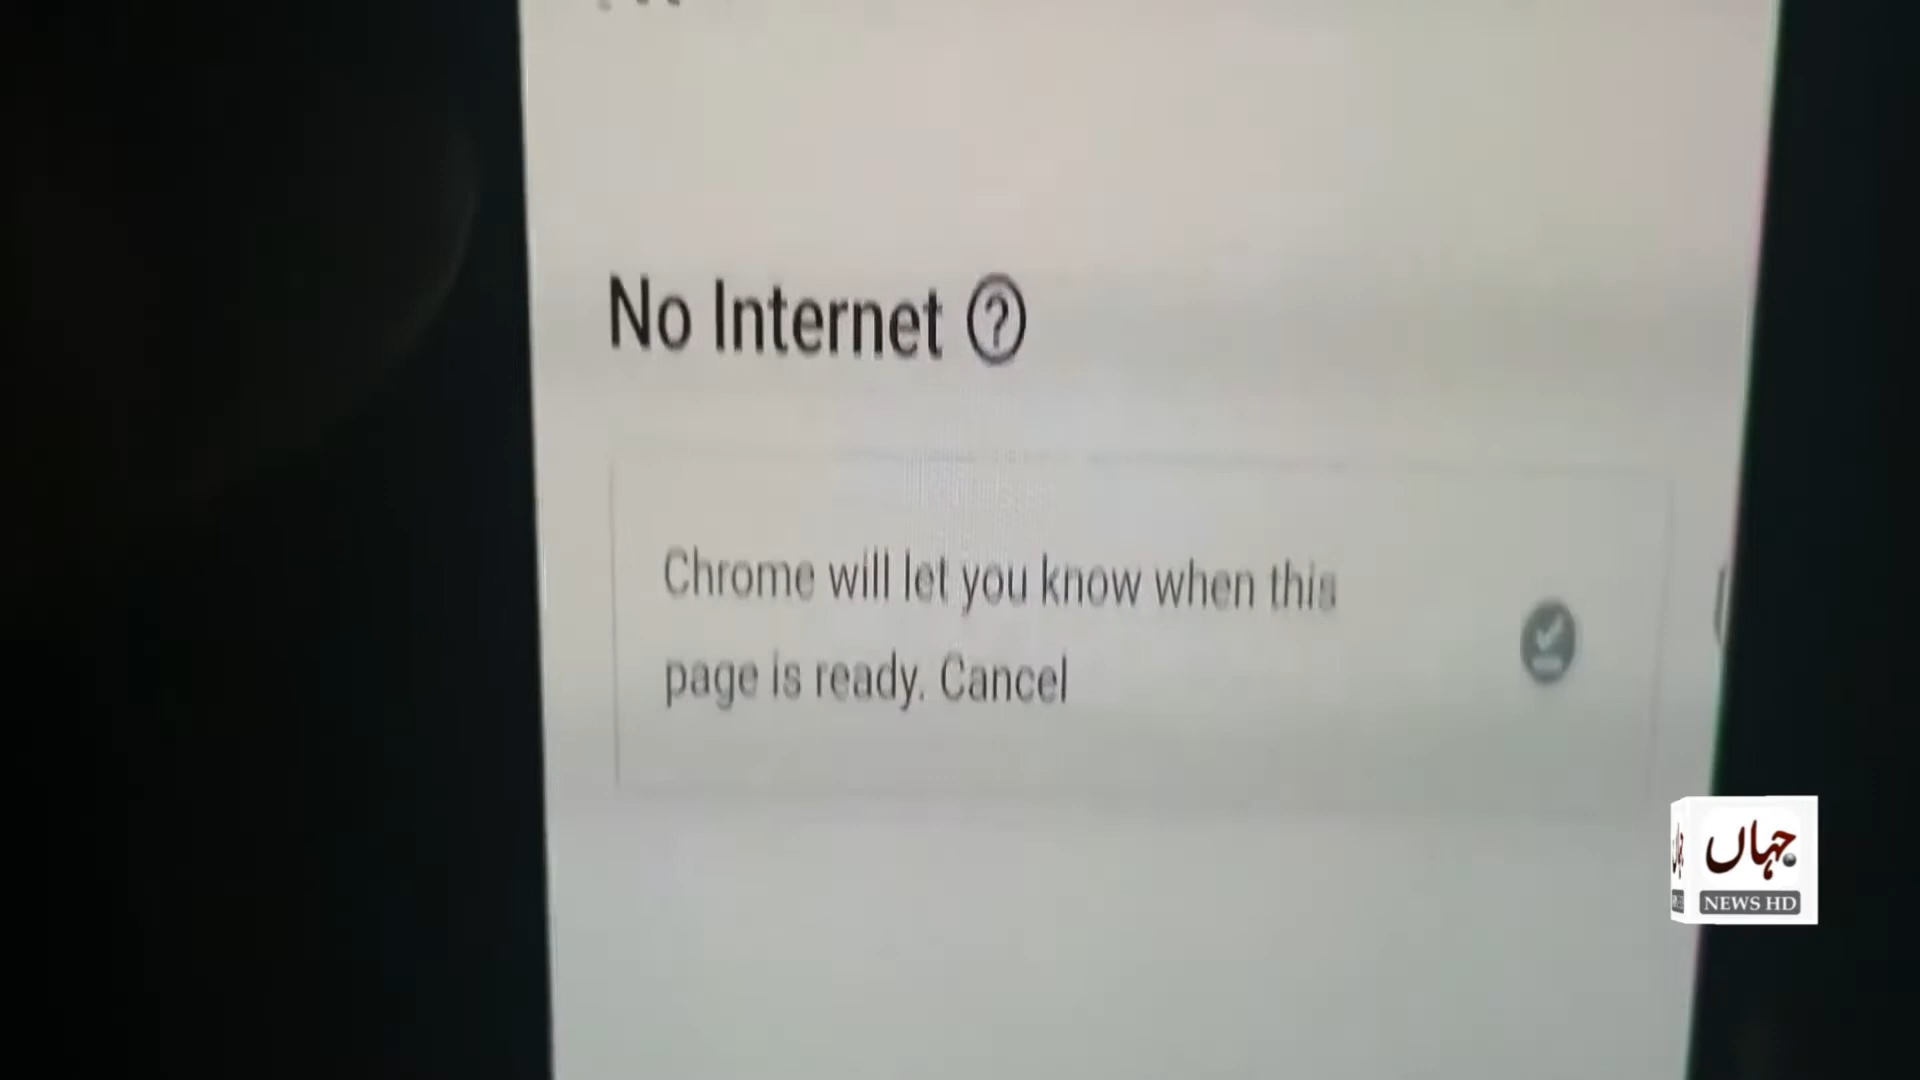 No Internet ?
Chrome will let you know when this
page is ready. Cancel
جہاں
NEWS HD